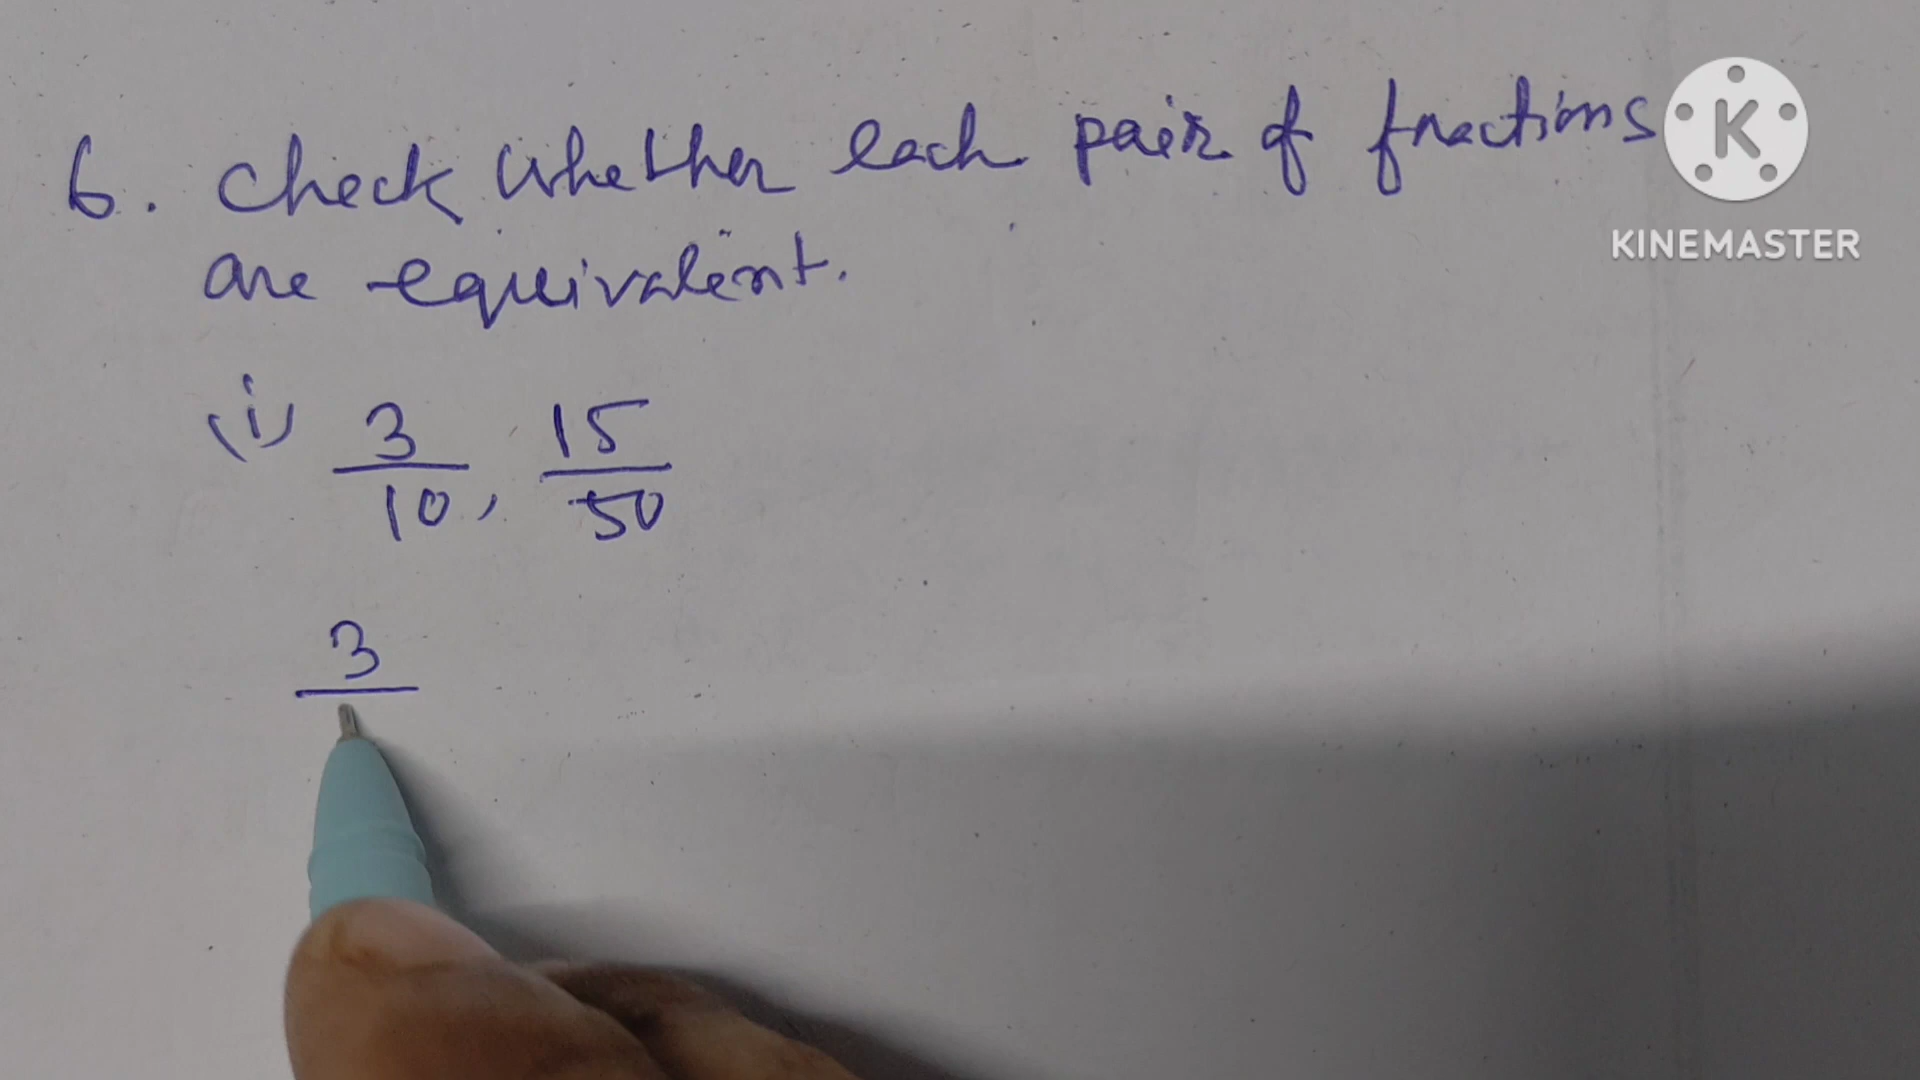 6. Check whether each pair of fractions
are equivalent.
(i) 3/10, 15/50
3
K
KINEMASTER